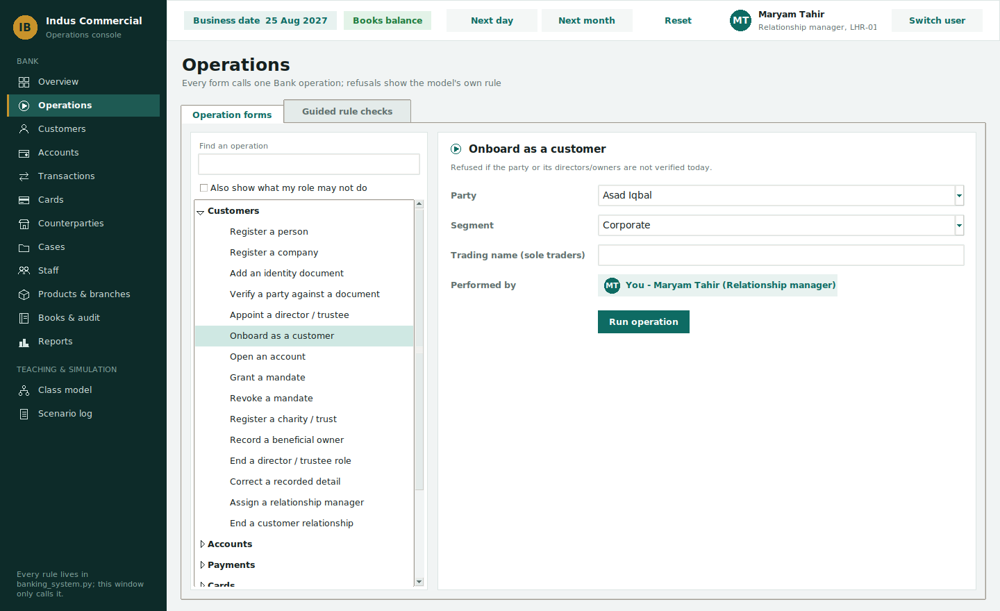 IB
Indus Commercial
Operations console
BANK
Overview
Operations
Customers
Accounts
Transactions
Cards
Counterparties
Cases
Staff
Products & branches
Books & audit
Reports
TEACHING & SIMULATION
Class model
Scenario log
Every rule lives in
banking_system.py; this window
only calls it.
Business date 25 Aug 2027
Books balance
Next day
Next month
Reset
MT
Maryam Tahir
Relationship manager, LHR-01
Switch user
Operations
Every form calls one Bank operation; refusals show the model's own rule
Operation forms
Guided rule checks
Find an operation
Also show what my role may not do
Customers
Register a person
Register a company
Add an identity document
Verify a party against a document
Appoint a director / trustee
Onboard as a customer
Open an account
Grant a mandate
Revoke a mandate
Register a charity / trust
Record a beneficial owner
End a director / trustee role
Correct a recorded detail
Assign a relationship manager
End a customer relationship
Accounts
Payments
Cards
Onboard as a customer
Refused if the party or its directors/owners are not verified today.
Party
Asad Iqbal
Segment
Corporate
Trading name (sole traders)
Performed by
MT
You - Maryam Tahir (Relationship manager)
Run operation